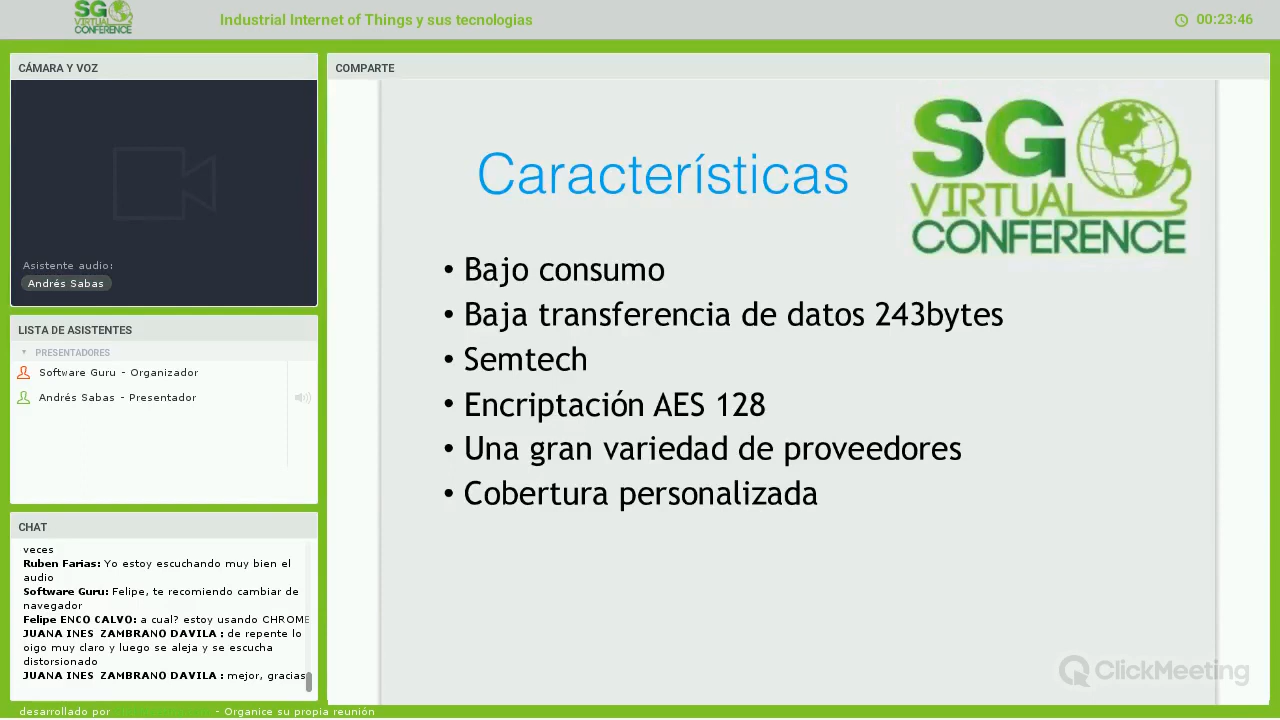 SG
VIRTUAL
CONFERENCE
Industrial Internet of Things y sus tecnologias
00:23:46
CÁMARA Y VOZ
Asistente audio:
Andrés Sabas
LISTA DE ASISTENTES
PRESENTADORES
Software Guru - Organizador
Andrés Sabas - Presentador
CHAT
veces
Ruben Farias: Yo estoy escuchando muy bien el
audio
Software Guru: Felipe, te recomiendo cambiar de
navegador
Felipe ENCO CALVO: a cual? estoy usando CHROME
JUANA INES ZAMBRANO DAVILA : de repente lo
oigo muy claro y luego se aleja y se escucha
distorsionado
JUANA INES ZAMBRANO DAVILA : mejor, gracias
COMPARTE
SG
VIRTUAL
CONFERENCE
Características
• Bajo consumo
• Baja transferencia de datos 243bytes
• Semtech
• Encriptación AES 128
• Una gran variedad de proveedores
• Cobertura personalizada
ClickMeeting
desarrollado por - Organice su propia reunión